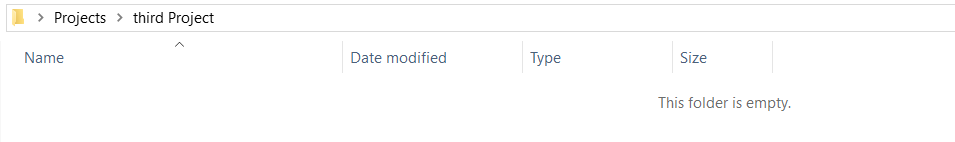 Projects third Project
Name Date modified Type Size
This folder is empty.